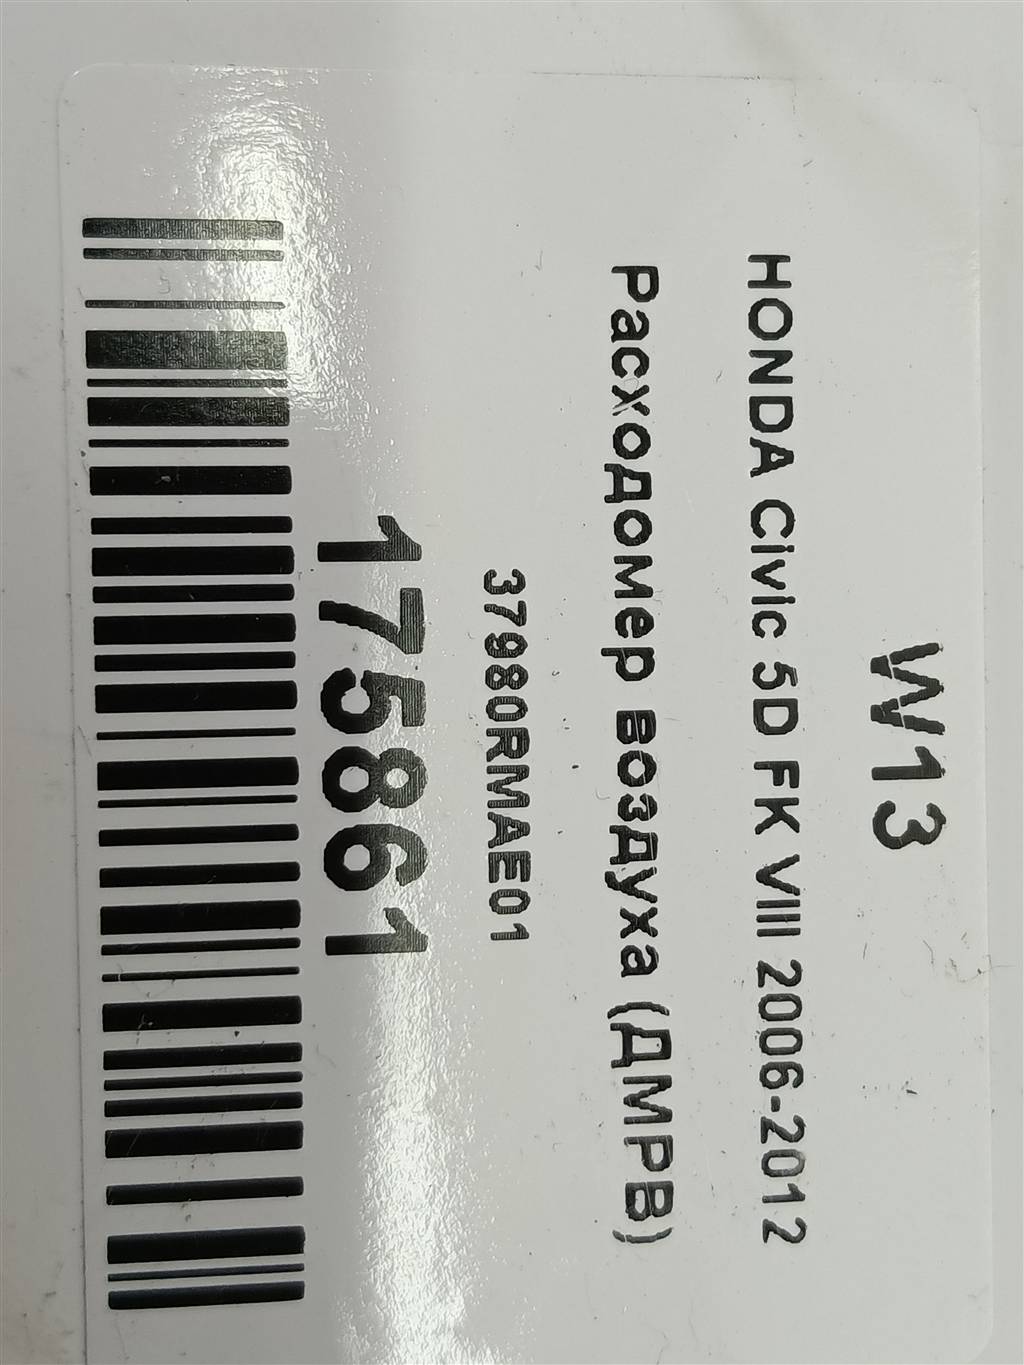 W13
HONDA Civic 5D FK VIII 2006-2012
Расходомер воздуха (ДМРВ)
37980RMAE01
175861